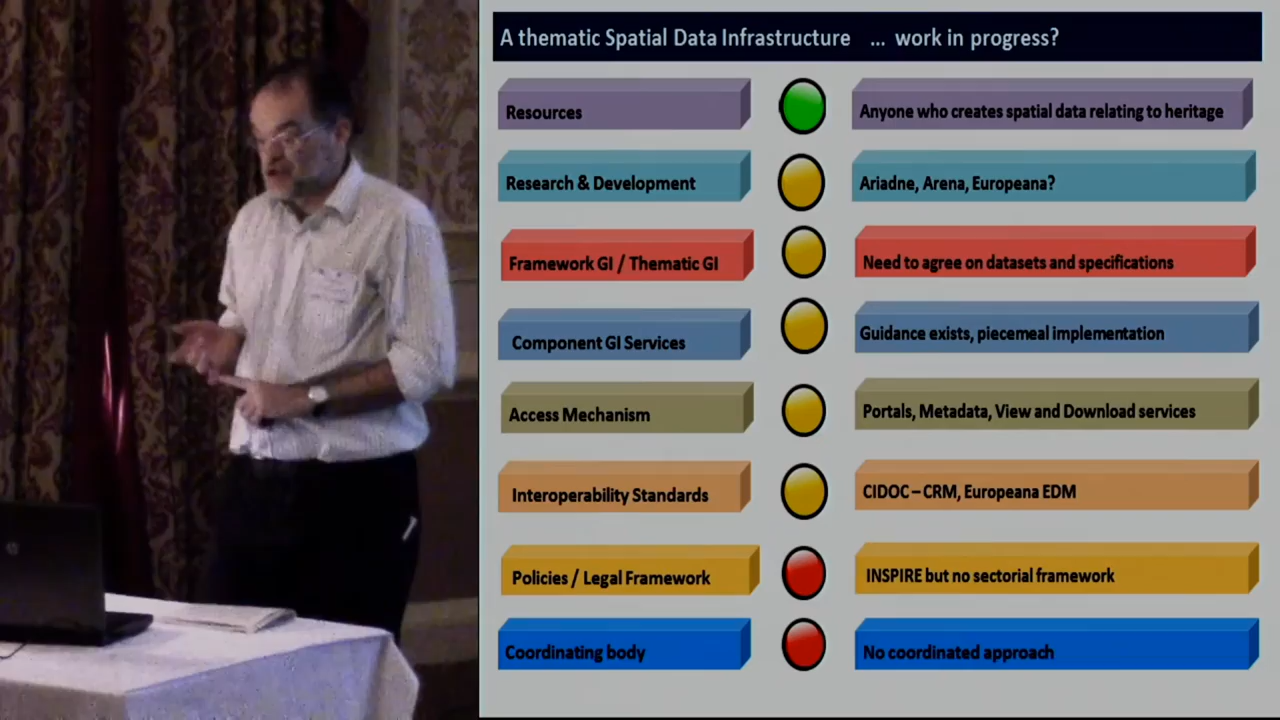 A thematic Spatial Data Infrastructure ... work in progress?
Resources
Anyone who creates spatial data relating to heritage
Research & Development
Ariadne, Arena, Europeana?
Framework GI / Thematic GI
Need to agree on datasets and specifications
Component GI Services
Guidance exists, piecemeal implementation
Access Mechanism
Portals, Metadata, View and Download services
Interoperability Standards
CIDOC – CRM, Europeana EDM
Policies / Legal Framework
INSPIRE but no sectorial framework
Coordinating body
No coordinated approach